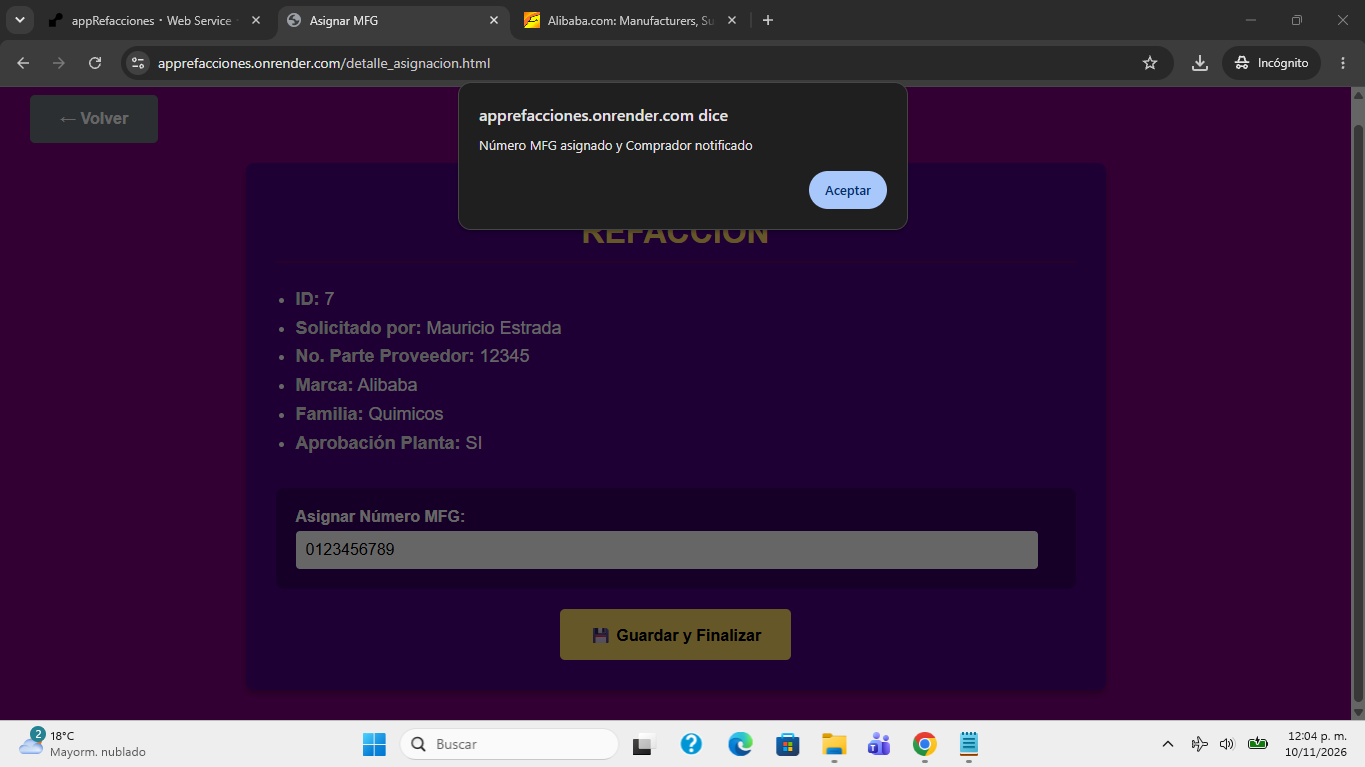 appRefacciones · Web Service
Asignar MFG
Alibaba.com: Manufacturers, Su
apprefacciones.onrender.com/detalle_asignacion.html
Incógnito
← Volver
apprefacciones.onrender.com dice
Número MFG asignado y Comprador notificado
Aceptar
REFACCIÓN
• ID: 7
• Solicitado por: Mauricio Estrada
• No. Parte Proveedor: 12345
• Marca: Alibaba
• Familia: Quimicos
• Aprobación Planta: SI
Asignar Número MFG:
0123456789
💾 Guardar y Finalizar
2
18°C
Mayorm. nublado
Buscar
12:04 p. m.
10/11/2026